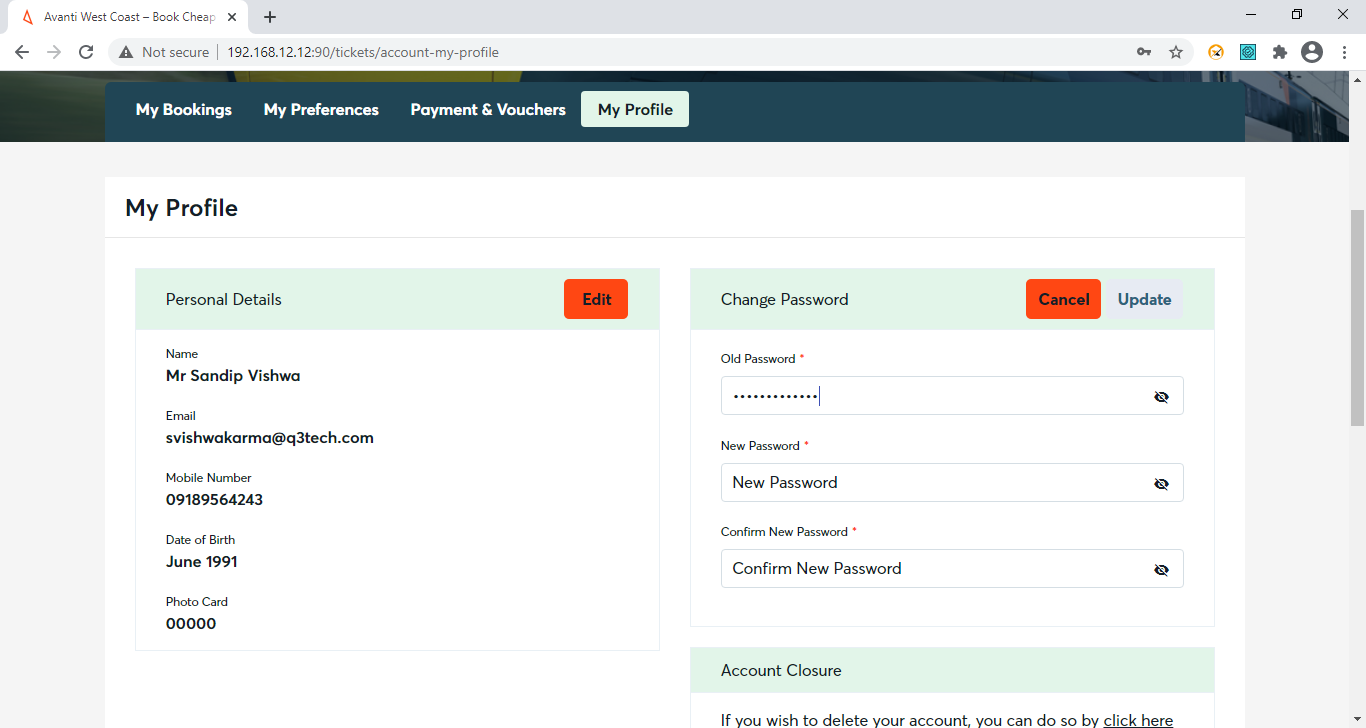 Avanti West Coast – Book Cheap
Not secure
192.168.12.12:90/tickets/account-my-profile
My Bookings
My Preferences
Payment & Vouchers
My Profile
My Profile
Personal Details
Edit
Name
Mr Sandip Vishwa
Email
svishwakarma@q3tech.com
Mobile Number
09189564243
Date of Birth
June 1991
Photo Card
00000
Change Password
Cancel
Update
Old Password *
•••••••••••••
New Password *
New Password
Confirm New Password *
Confirm New Password
Account Closure
If you wish to delete your account, you can do so by click here